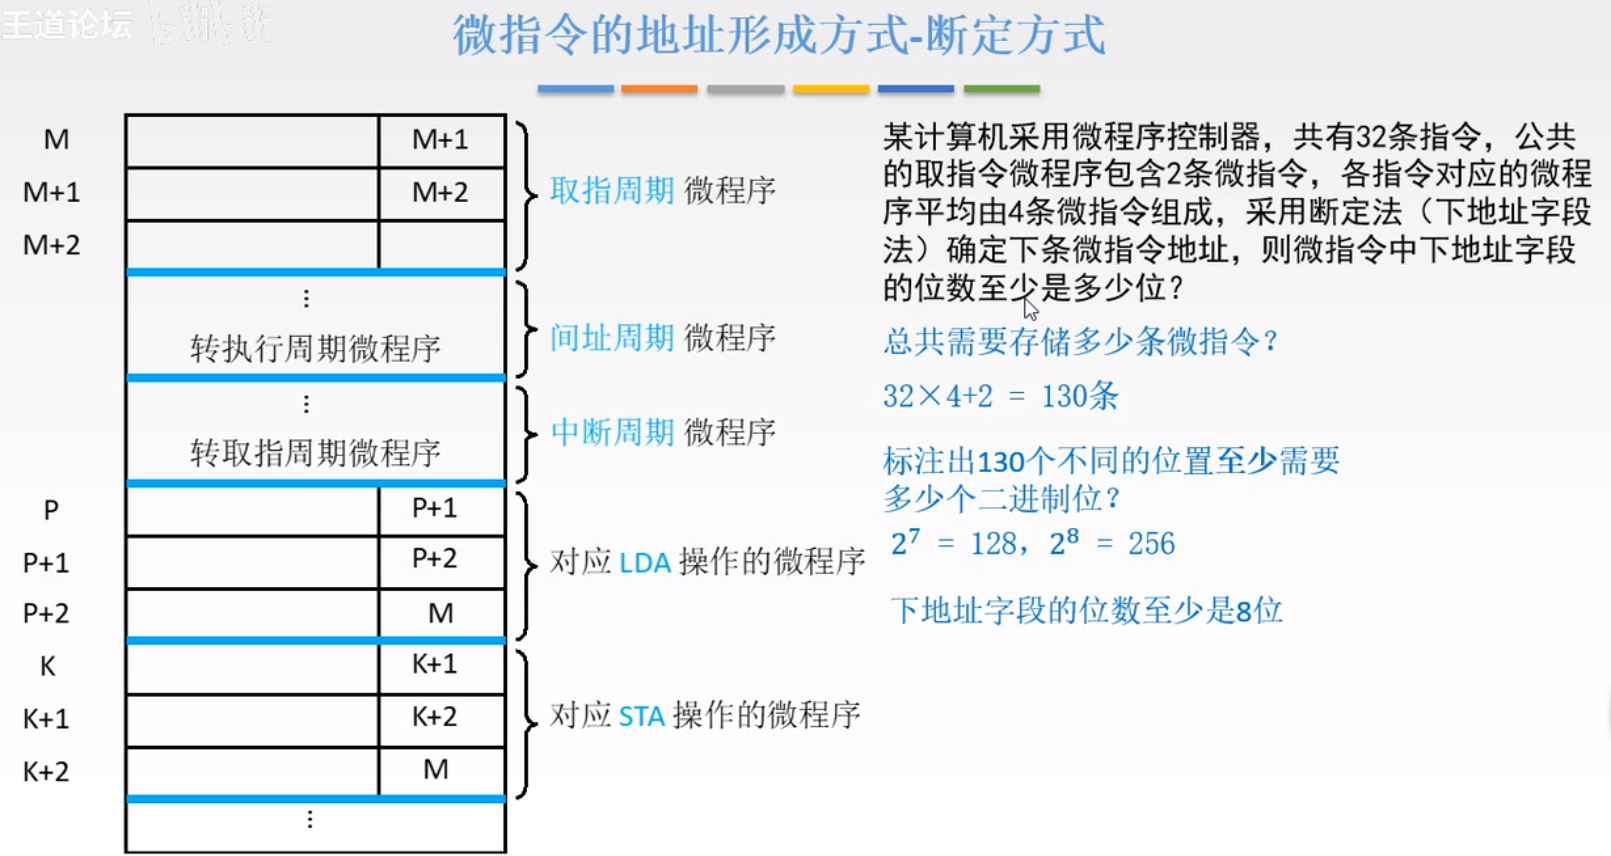 王道论坛 bilibili
微指令的地址形成方式-断定方式
M M+1
M+1 M+2
M+2
取指周期 微程序
⋮
转执行周期微程序
间址周期 微程序
⋮
转取指周期微程序
中断周期 微程序
P P+1
P+1 P+2
P+2 M
对应 LDA 操作的微程序
K K+1
K+1 K+2
K+2 M
对应 STA 操作的微程序
⋮
某计算机采用微程序控制器，共有32条指令，公共
的取指令微程序包含2条微指令，各指令对应的微程
序平均由4条微指令组成，采用断定法（下地址字段
法）确定下条微指令地址，则微指令中下地址字段
的位数至少是多少位？
总共需要存储多少条微指令？
32×4+2 = 130条
标注出130个不同的位置至少需要
多少个二进制位？
2⁷ = 128，2⁸ = 256
下地址字段的位数至少是8位